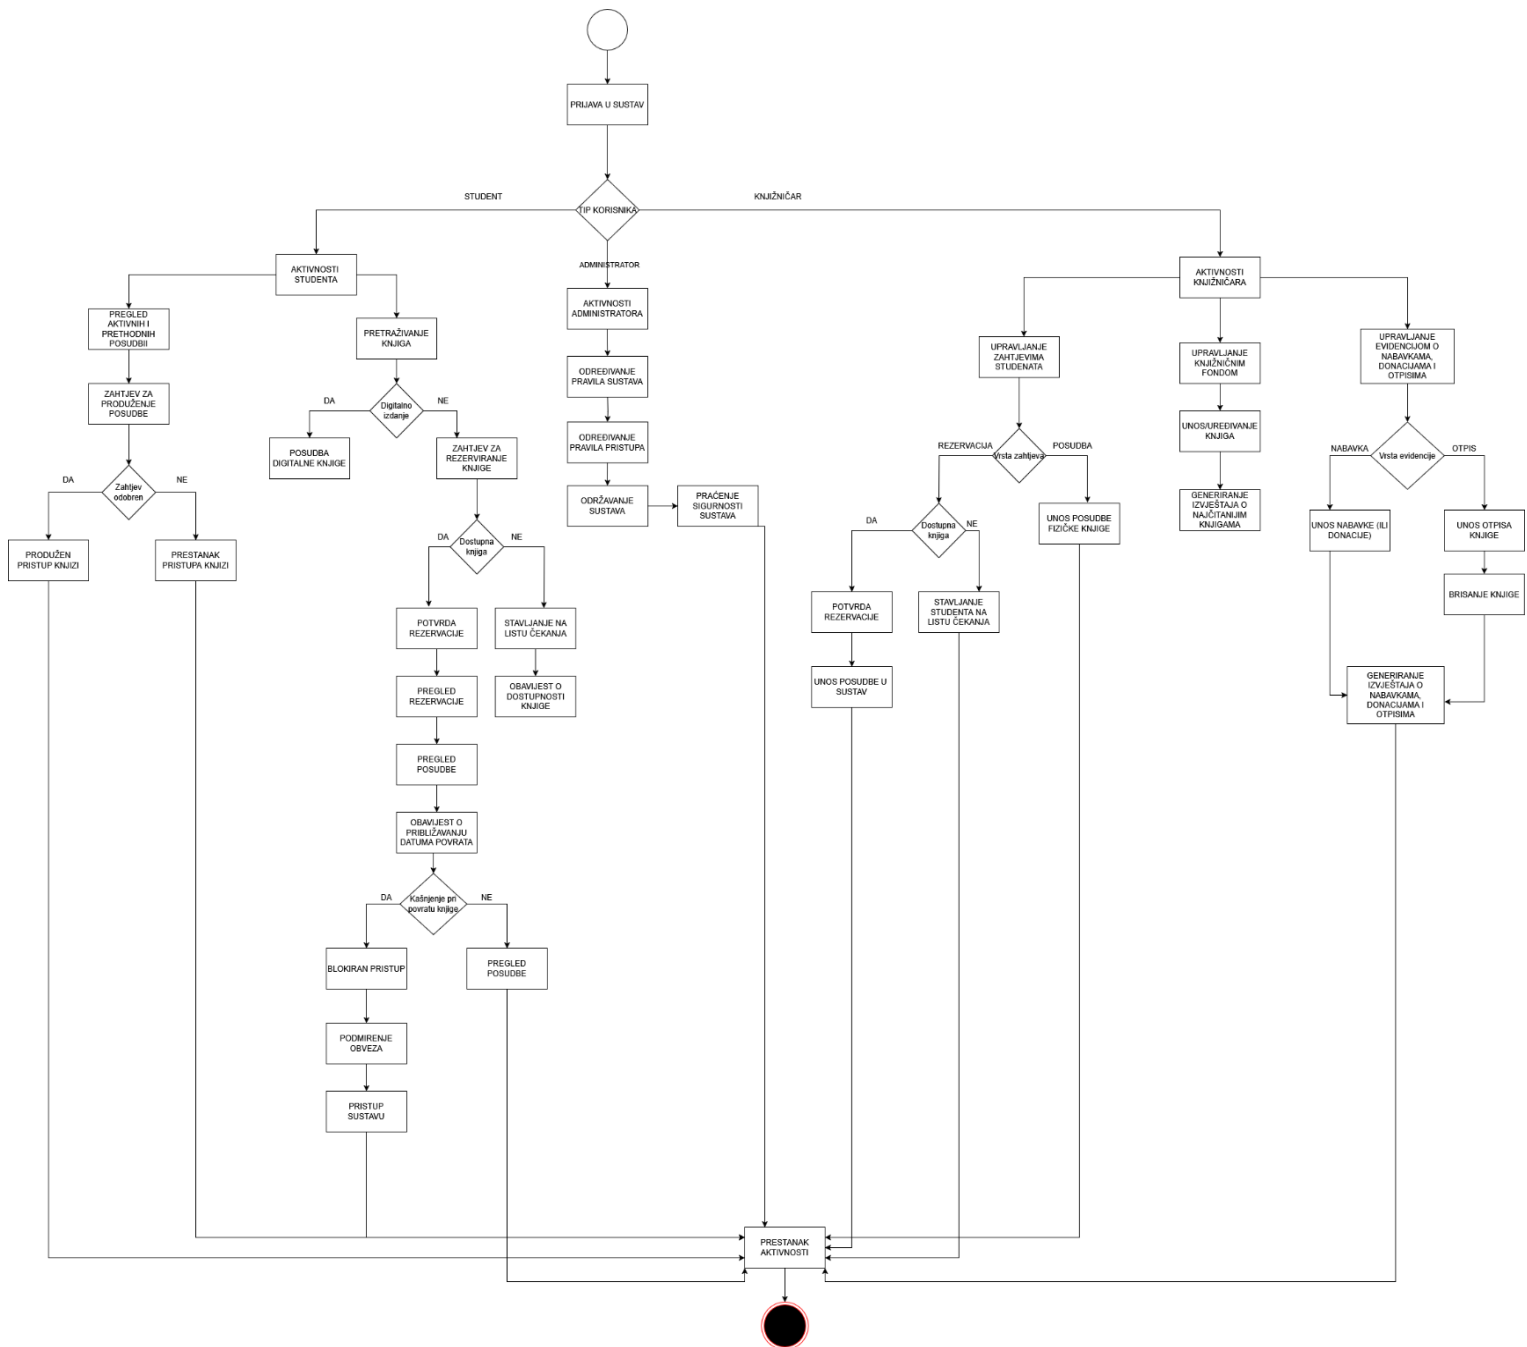 PRIJAVA U SUSTAV
STUDENT
TIP KORISNIKA
KNJIŽNIČAR
ADMINISTRATOR
AKTIVNOSTI
STUDENTA
PREGLED
AKTIVNIH I
PRETHODNIH
POSUDBII
ZAHTJEV ZA
PRODUŽENJE
POSUDBE
DA
Zahtjev
odobren
NE
PRODUŽEN
PRISTUP KNJIZI
PRESTANAK
PRISTUPA KNJIZI
PRETRAŽIVANJE
KNJIGA
DA
Digitalno
izdanje
NE
POSUDBA
DIGITALNE KNJIGE
ZAHTJEV ZA
REZERVIRANJE
KNJIGE
DA
Dostupna
knjiga
NE
POTVRDA
REZERVACIJE
STAVLJANJE NA
LISTU ČEKANJA
PREGLED
REZERVACIJE
OBAVIJEST O
DOSTUPNOSTI
KNJIGE
PREGLED
POSUDBE
OBAVIJEST O
PRIBLIŽAVANJU
DATUMA POVRATA
DA
Kašnjenje pri
povratu knjige
NE
BLOKIRAN PRISTUP
PREGLED
POSUDBE
PODMIRENJE
OBVEZA
PRISTUP
SUSTAVU
AKTIVNOSTI
ADMINISTRATORA
ODREĐIVANJE
PRAVILA SUSTAVA
ODREĐIVANJE
PRAVILA PRISTUPA
ODRŽAVANJE
SUSTAVA
PRAĆENJE
SIGURNOSTI
SUSTAVA
AKTIVNOSTI
KNJIŽNIČARA
UPRAVLJANJE
ZAHTJEVIMA
STUDENATA
REZERVACIJA
Vrsta zahtjeva
POSUDBA
DA
Dostupna
knjiga
NE
UNOS POSUDBE
FIZIČKE KNJIGE
POTVRDA
REZERVACIJE
STAVLJANJE
STUDENTA NA
LISTU ČEKANJA
UNOS POSUDBE U
SUSTAV
UPRAVLJANJE
KNJIŽNIČNIM
FONDOM
UNOS/UREĐIVANJE
KNJIGA
GENERIRANJE
IZVJEŠTAJA O
NAJČITANIJIM
KNJIGAMA
UPRAVLJANJE
EVIDENCIJOM O
NABAVKAMA,
DONACIJAMA I
OTPISIMA
NABAVKA
Vrsta evidencije
OTPIS
UNOS NABAVKE (ILI
DONACIJE)
UNOS OTPISA
KNJIGE
BRISANJE KNJIGE
GENERIRANJE
IZVJEŠTAJA O
NABAVKAMA,
DONACIJAMA I
OTPISIMA
PRESTANAK
AKTIVNOSTI